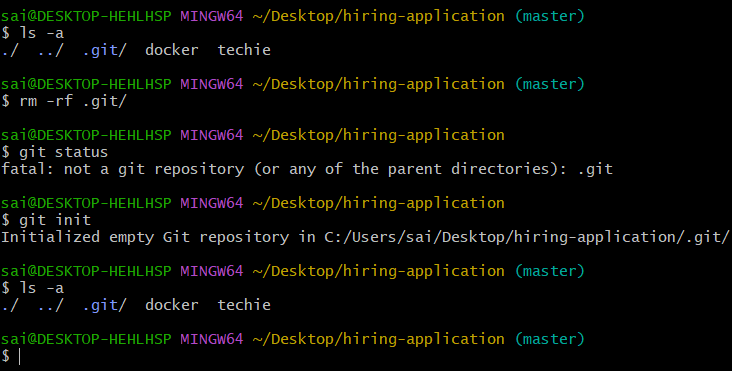 sai@DESKTOP-HEHLHSP MINGW64 ~/Desktop/hiring-application (master)
$ ls -a
./  ../  .git/  docker  techie
sai@DESKTOP-HEHLHSP MINGW64 ~/Desktop/hiring-application (master)
$ rm -rf .git/
sai@DESKTOP-HEHLHSP MINGW64 ~/Desktop/hiring-application
$ git status
fatal: not a git repository (or any of the parent directories): .git
sai@DESKTOP-HEHLHSP MINGW64 ~/Desktop/hiring-application
$ git init
Initialized empty Git repository in C:/Users/sai/Desktop/hiring-application/.git/
sai@DESKTOP-HEHLHSP MINGW64 ~/Desktop/hiring-application (master)
$ ls -a
./  ../  .git/  docker  techie
sai@DESKTOP-HEHLHSP MINGW64 ~/Desktop/hiring-application (master)
$